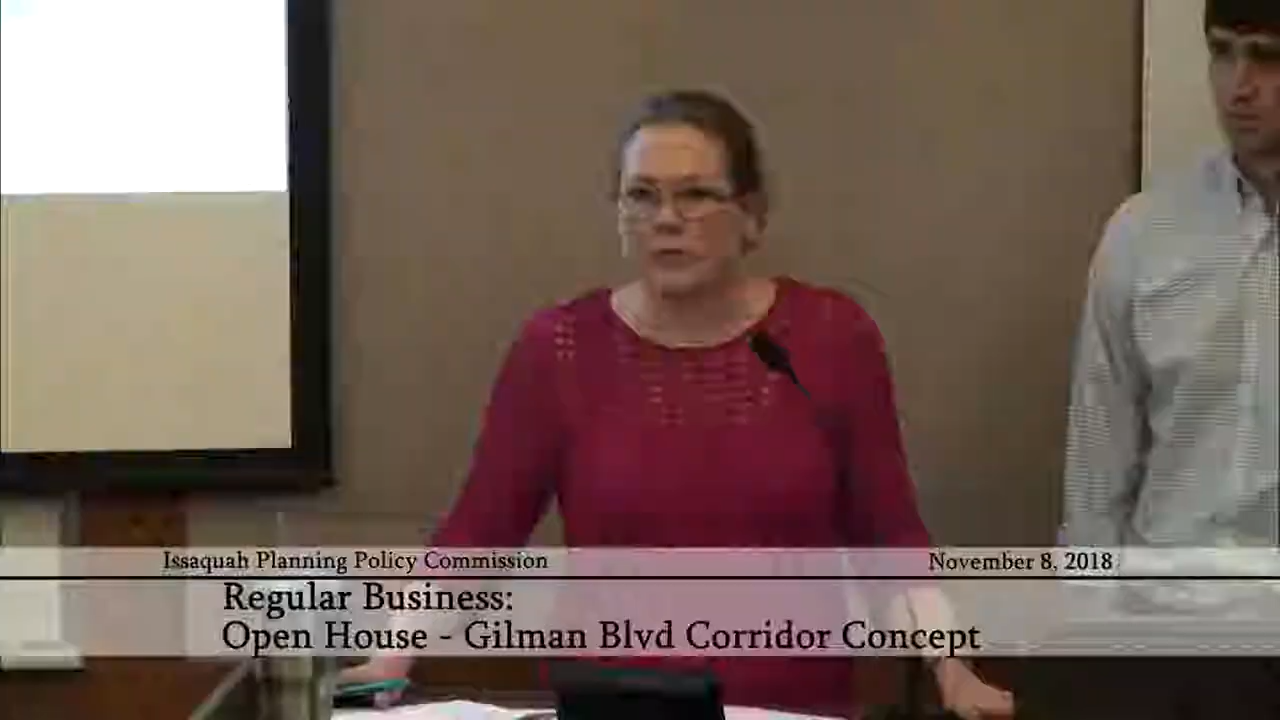 Issaquah Planning Policy Commission November 8, 2018
Regular Business:
Open House - Gilman Blvd Corridor Concept